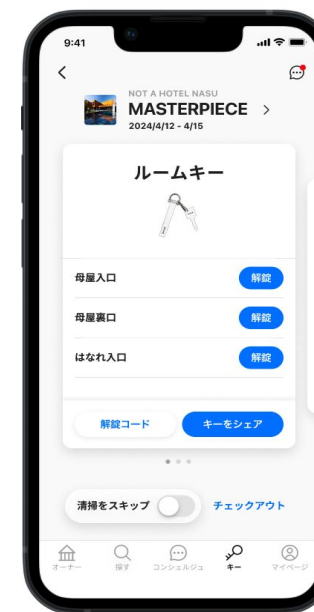 9:41
NOT A HOTEL NASU
MASTERPIECE
2024/4/12 - 4/15
ルームキー
母屋入口 解錠
母屋裏口 解錠
はなれ入口 解錠
解錠コード キーをシェア
清掃をスキップ チェックアウト
オーナー 探す コンシェルジュ キー マイページ